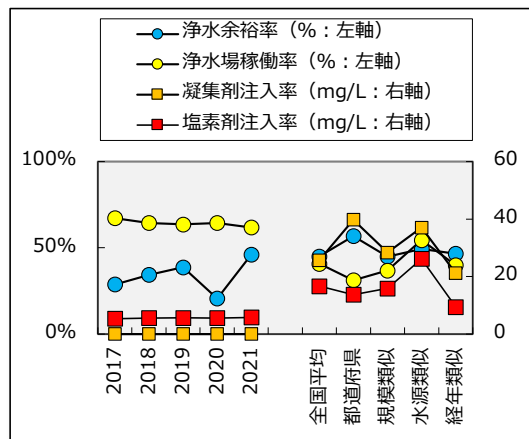 浄水余裕率（%：左軸）
浄水場稼働率（%：左軸）
凝集剤注入率（mg/L：右軸）
塩素剤注入率（mg/L：右軸）
100%
60
40
50%
20
0%
0
2017
2018
2019
2020
2021
全国平均
都道府県
規模類似
水源類似
経年類似